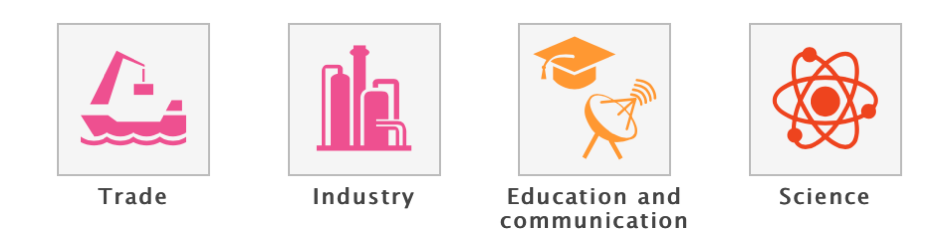 Trade
Industry
Education and
communication
Science